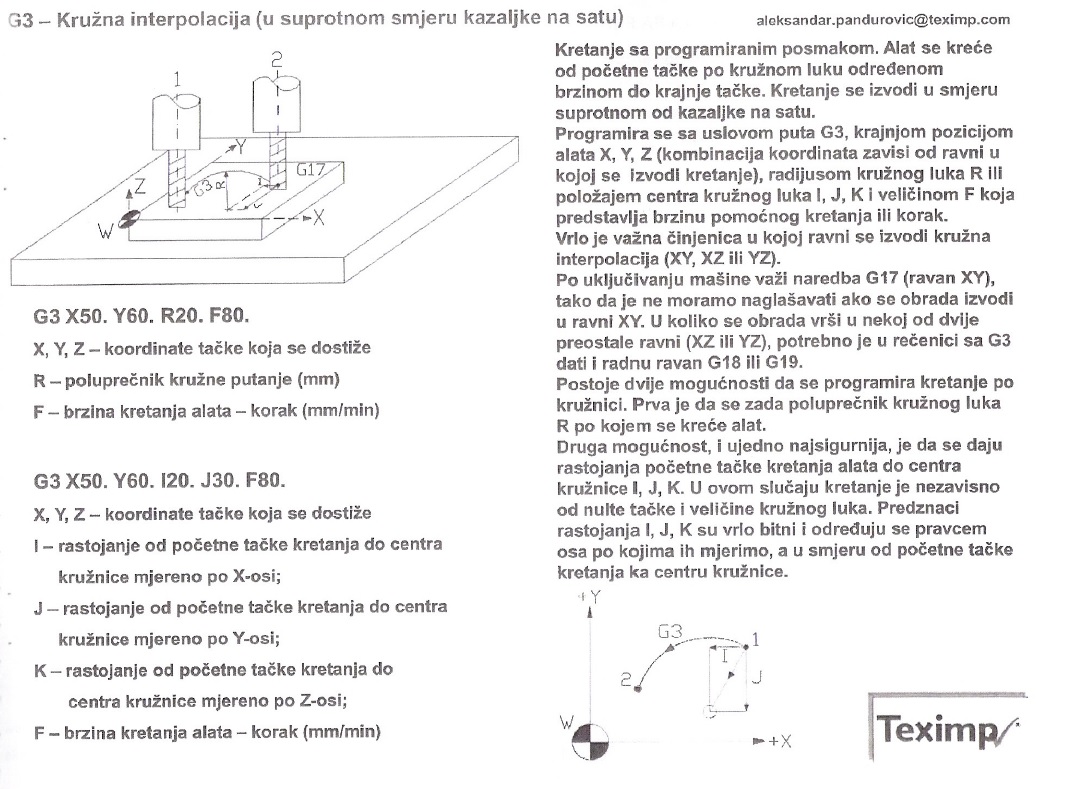 G3 – Kružna interpolacija (u suprotnom smjeru kazaljke na satu)
aleksandar.pandurovic@teximp.com
1
2
Y
G17
G3
R
Z
W
X
G3 X50. Y60. R20. F80.
X, Y, Z – koordinate tačke koja se dostiže
R – poluprečnik kružne putanje (mm)
F – brzina kretanja alata – korak (mm/min)
G3 X50. Y60. I20. J30. F80.
X, Y, Z – koordinate tačke koja se dostiže
I – rastojanje od početne tačke kretanja do centra
kružnice mjereno po X-osi;
J – rastojanje od početne tačke kretanja do centra
kružnice mjereno po Y-osi;
K – rastojanje od početne tačke kretanja do
centra kružnice mjereno po Z-osi;
F – brzina kretanja alata – korak (mm/min)
Kretanje sa programiranim posmakom. Alat se kreće
od početne tačke po kružnom luku određenom
brzinom do krajnje tačke. Kretanje se izvodi u smjeru
suprotnom od kazaljke na satu.
Programira se sa uslovom puta G3, krajnjom pozicijom
alata X, Y, Z (kombinacija koordinata zavisi od ravni u
kojoj se izvodi kretanje), radijusom kružnog luka R ili
položajem centra kružnog luka I, J, K i veličinom F koja
predstavlja brzinu pomoćnog kretanja ili korak.
Vrlo je važna činjenica u kojoj ravni se izvodi kružna
interpolacija (XY, XZ ili YZ).
Po uključivanju mašine važi naredba G17 (ravan XY),
tako da je ne moramo naglašavati ako se obrada izvodi
u ravni XY. U koliko se obrada vrši u nekoj od dvije
preostale ravni (XZ ili YZ), potrebno je u rečenici sa G3
dati i radnu ravan G18 ili G19.
Postoje dvije mogućnosti da se programira kretanje po
kružnici. Prva je da se zada poluprečnik kružnog luka
R po kojem se kreće alat.
Druga mogućnost, i ujedno najsigurnija, je da se daju
rastojanja početne tačke kretanja alata do centra
kružnice I, J, K. U ovom slučaju kretanje je nezavisno
od nulte tačke i veličine kružnog luka. Predznaci
rastojanja I, J, K su vrlo bitni i određuju se pravcem
osa po kojima ih mjerimo, a u smjeru od početne tačke
kretanja ka centru kružnice.
+Y
G3
1
I
J
2
W
+X
Teximp